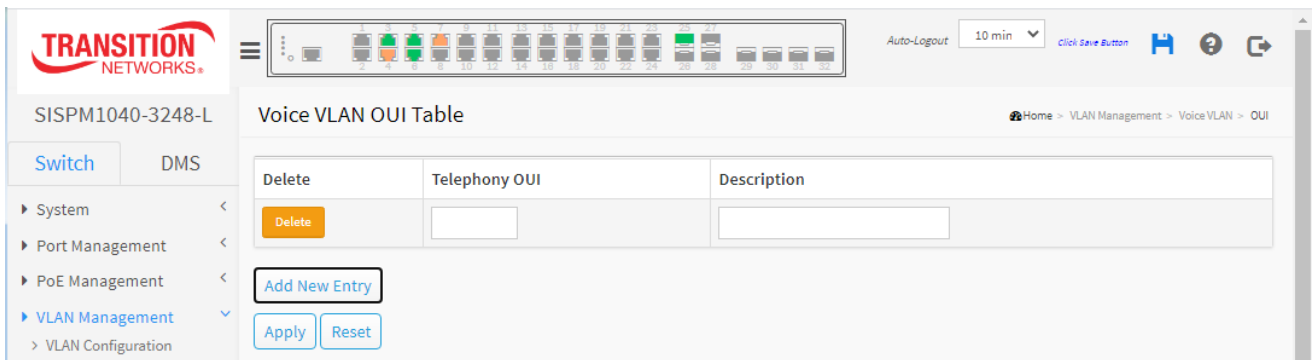 1 3 5 7 9 11 13 15 17 19 21 23 25 27
TRANSITION
NETWORKS®
2 4 6 8 10 12 14 16 18 20 22 24 26 28 29 30 31 32
Auto-Logout 10 min Click Save Button
SISPM1040-3248-L
Voice VLAN OUI Table
Home > VLAN Management > Voice VLAN > OUI
Switch DMS
Delete Telephony OUI Description
Delete
System
Port Management
PoE Management
Add New Entry
VLAN Management
Apply Reset
> VLAN Configuration